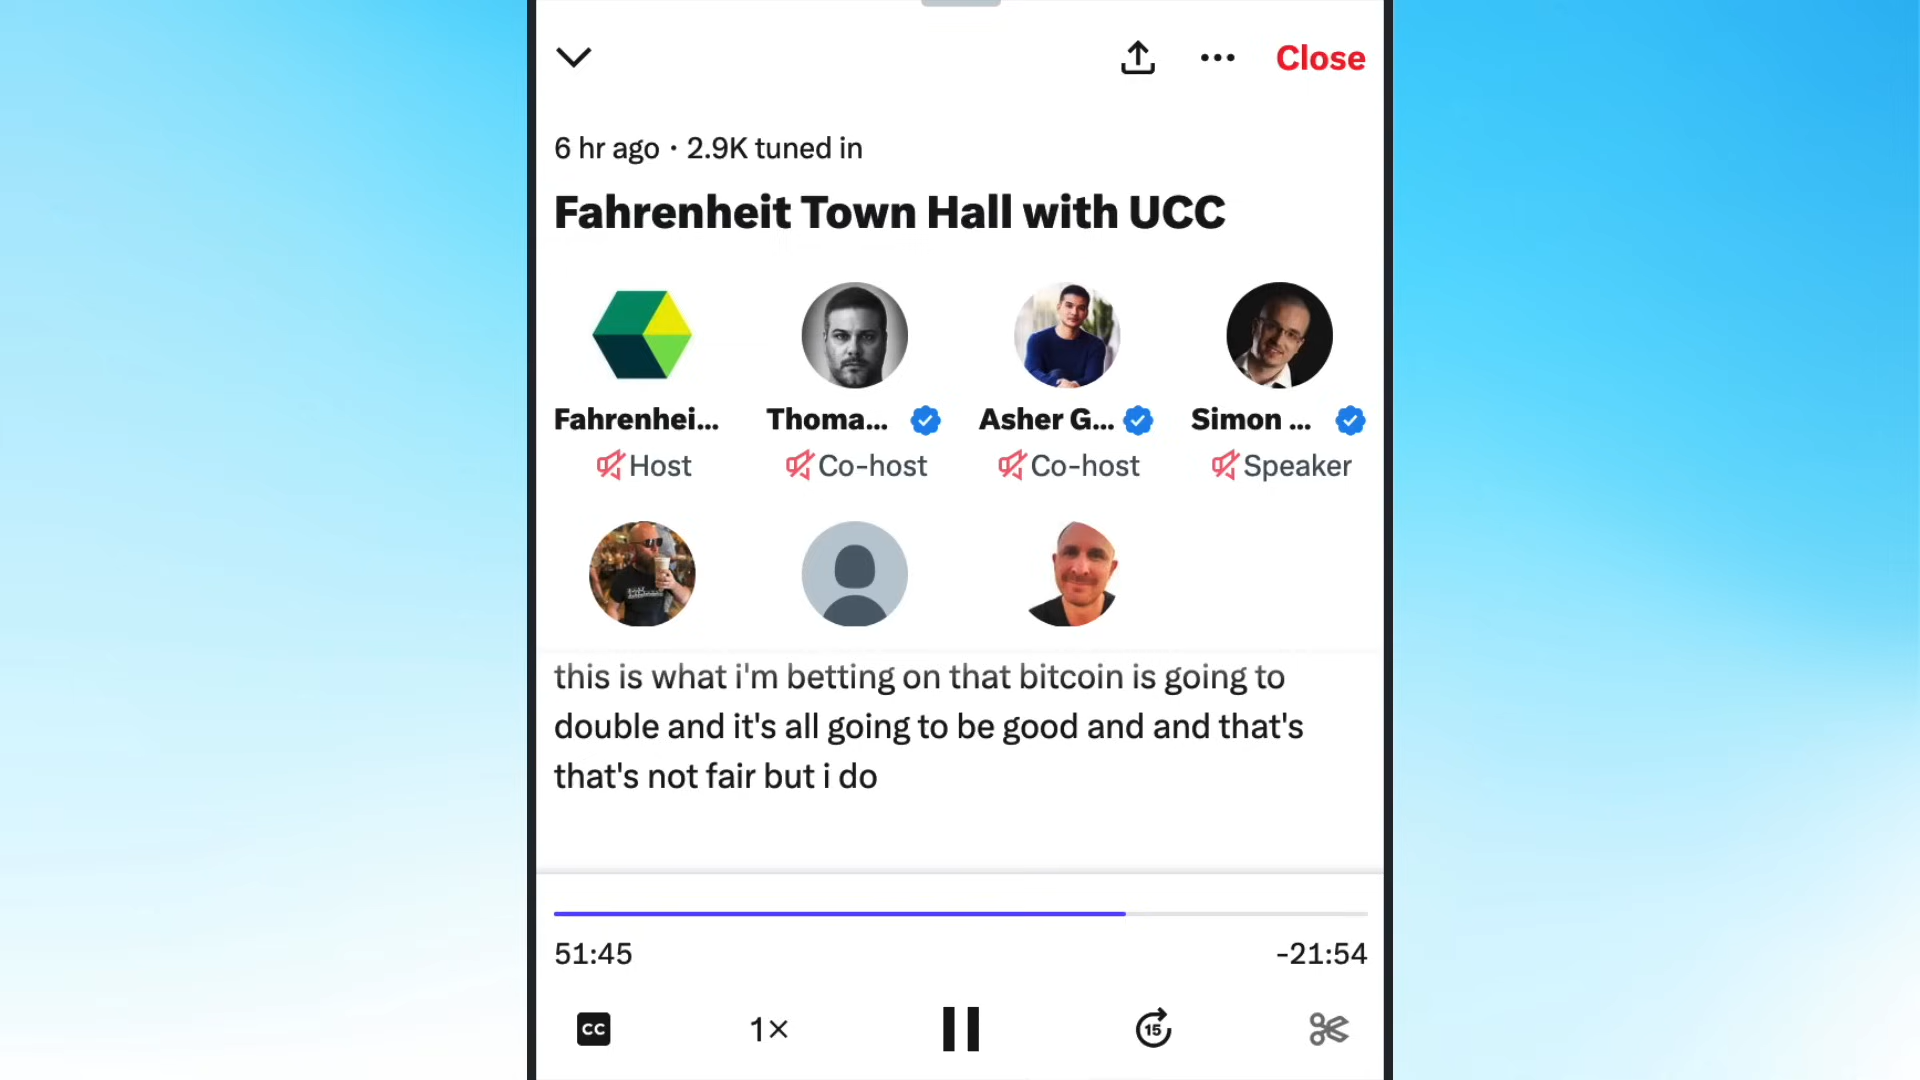 Close
6 hr ago · 2.9K tuned in
Fahrenheit Town Hall with UCC
Fahrenhei... Thoma... Asher G... Simon ...
Host Co-host Co-host Speaker
this is what i'm betting on that bitcoin is going to
double and it's all going to be good and and that's
that's not fair but i do
51:45 -21:54
CC 1× 15